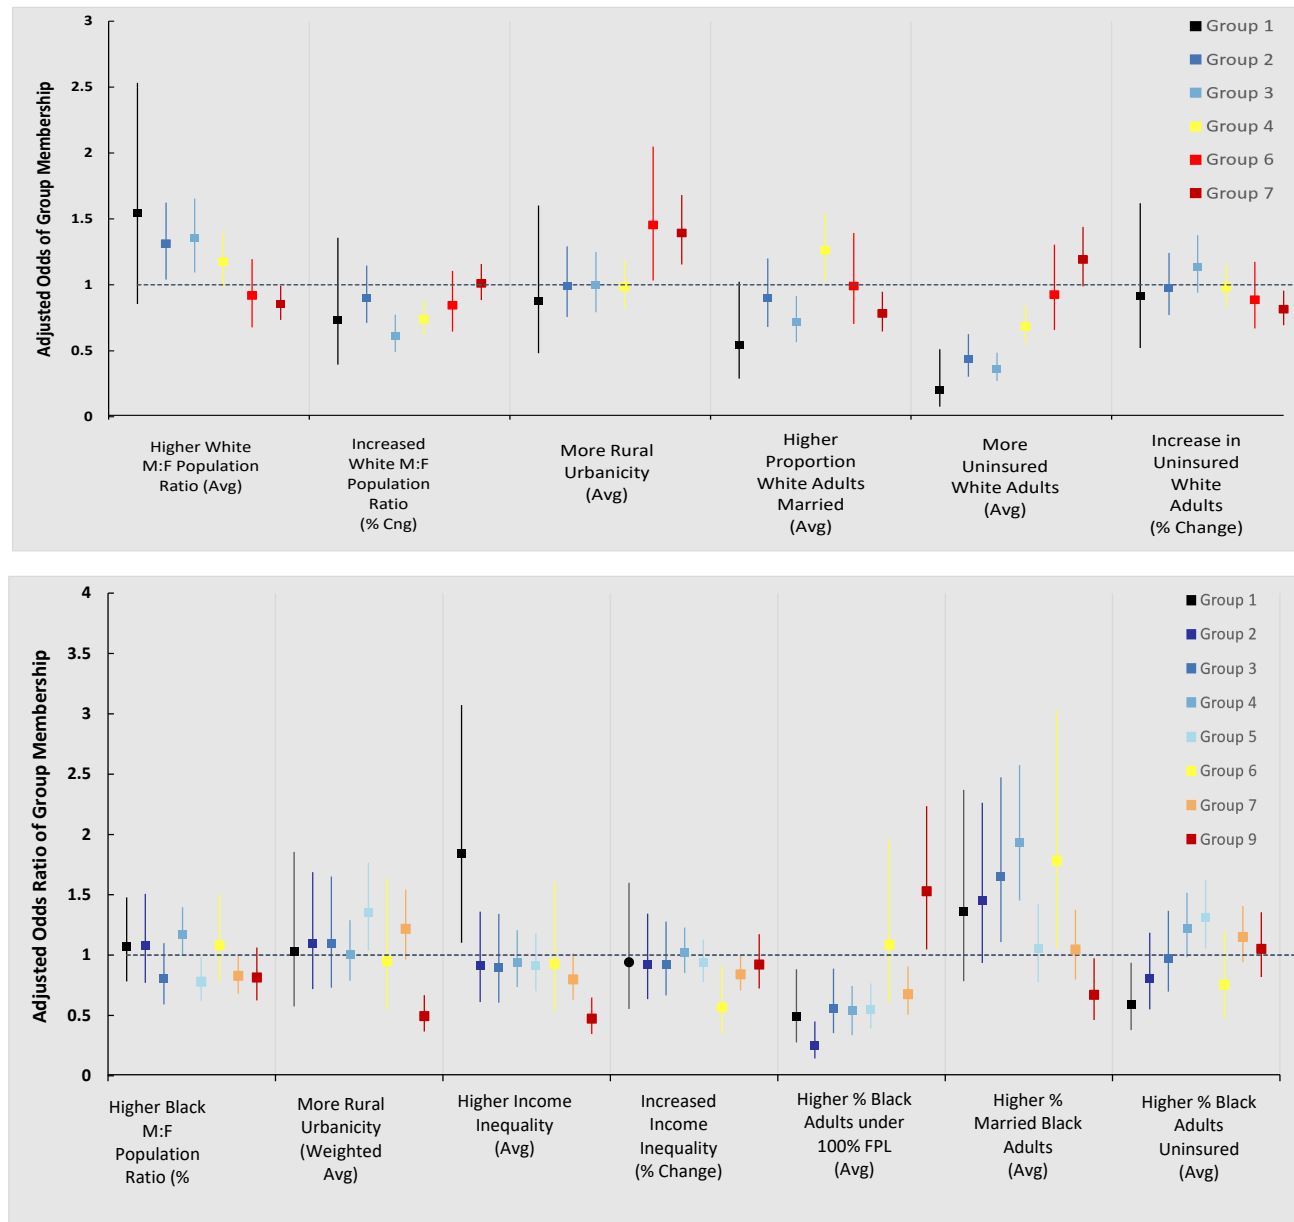 3
2.5
2
1.5
1
0.5
0
Adjusted Odds of Group Membership
Group 1
Group 2
Group 3
Group 4
Group 6
Group 7
Higher White
M:F Population
Ratio (Avg)
Increased
White M:F
Population
Ratio
(% Cng)
More Rural
Urbanicity
(Avg)
Higher
Proportion
White Adults
Married
(Avg)
More
Uninsured
White Adults
(Avg)
Increase in
Uninsured
White
Adults
(% Change)
4
3.5
3
2.5
2
1.5
1
0.5
0
Adjusted Odds Ratio of Group Membership
Group 1
Group 2
Group 3
Group 4
Group 5
Group 6
Group 7
Group 9
Higher Black
M:F
Population
Ratio (%
More Rural
Urbanicity
(Weighted
Avg)
Higher Income
Inequality
(Avg)
Increased
Income
Inequality
(% Change)
Higher % Black
Adults under
100% FPL
(Avg)
Higher %
Married Black
Adults
(Avg)
Higher % Black
Adults
Uninsured
(Avg)